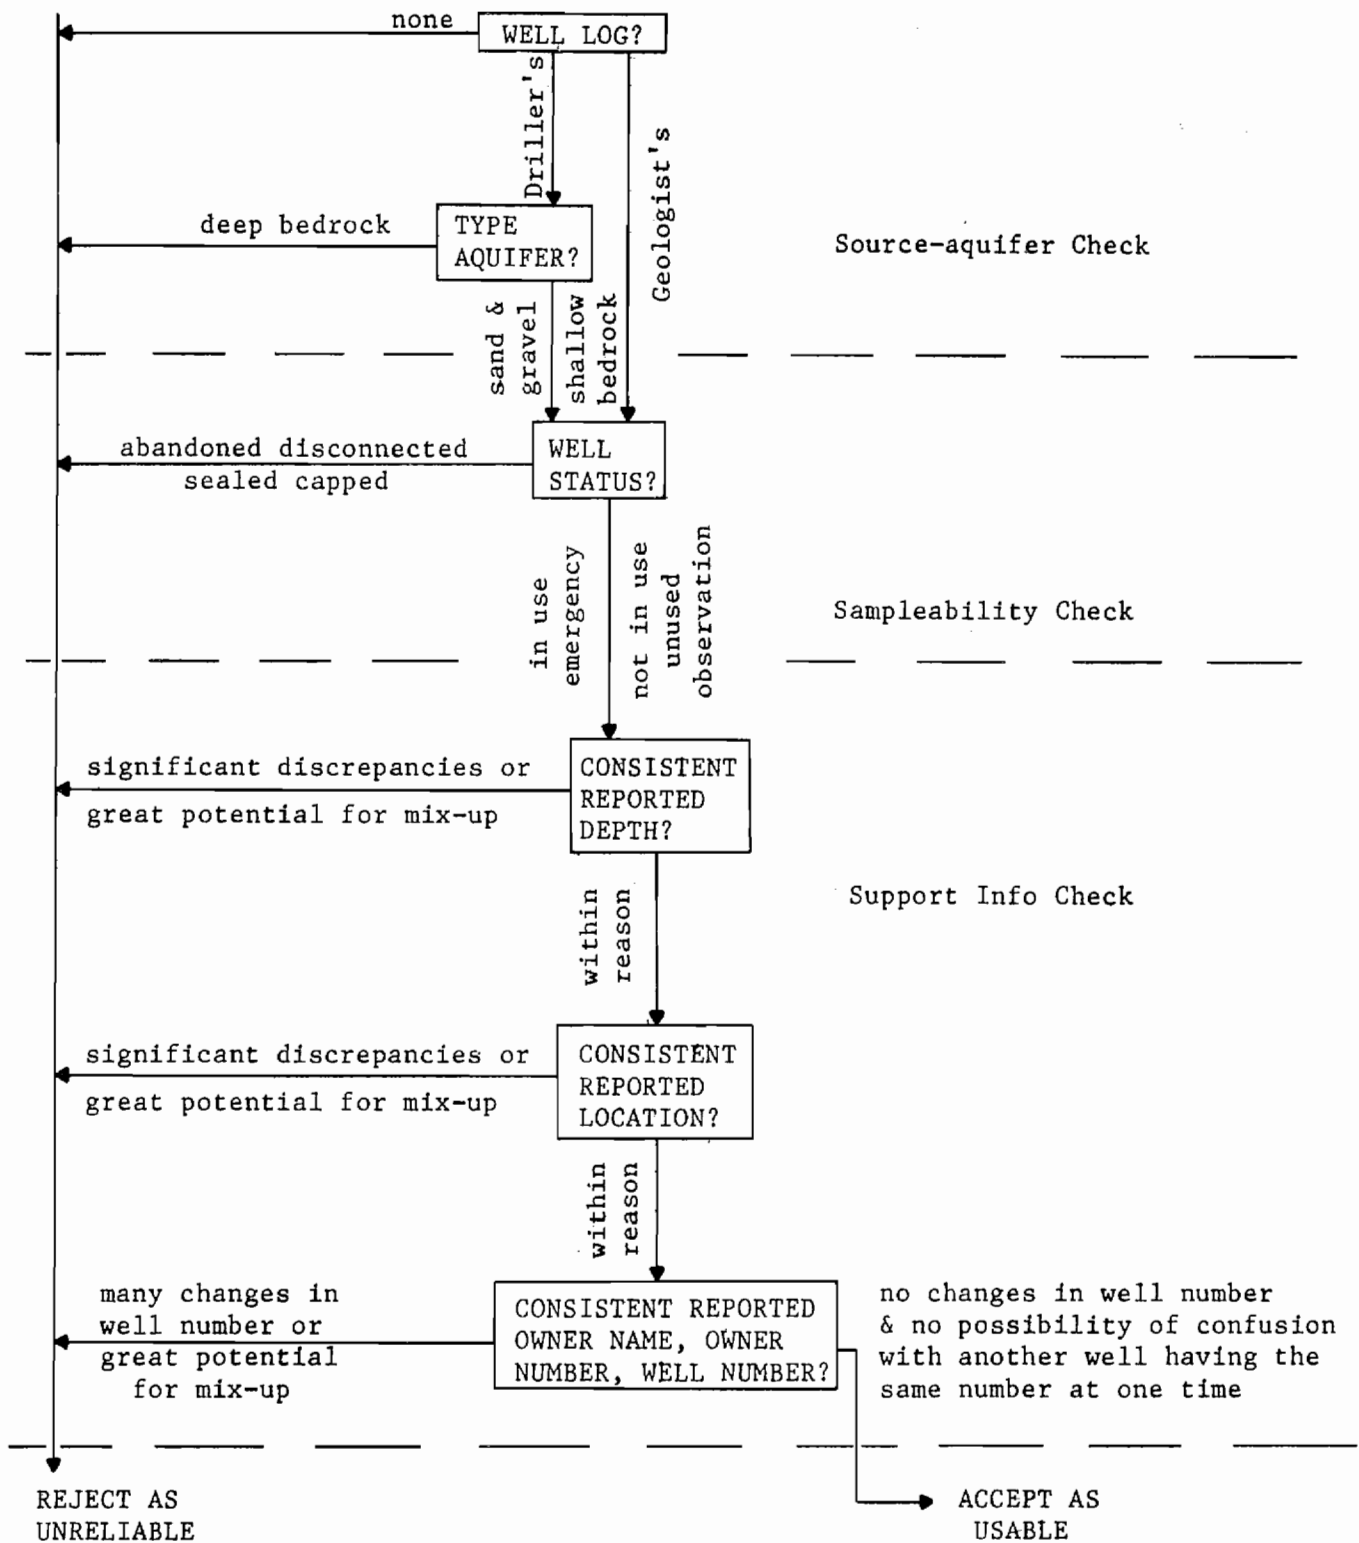 none
WELL LOG?
Driller's
Geologist's
deep bedrock
TYPE
AQUIFER?
Source-aquifer Check
sand &
gravel
shallow
bedrock
abandoned disconnected
sealed capped
WELL
STATUS?
in use
emergency
not in use
unused
observation
Sampleability Check
significant discrepancies or
great potential for mix-up
CONSISTENT
REPORTED
DEPTH?
within
reason
Support Info Check
significant discrepancies or
great potential for mix-up
CONSISTENT
REPORTED
LOCATION?
within
reason
many changes in
well number or
great potential
for mix-up
CONSISTENT REPORTED
OWNER NAME, OWNER
NUMBER, WELL NUMBER?
no changes in well number
& no possibility of confusion
with another well having the
same number at one time
REJECT AS
UNRELIABLE
ACCEPT AS
USABLE